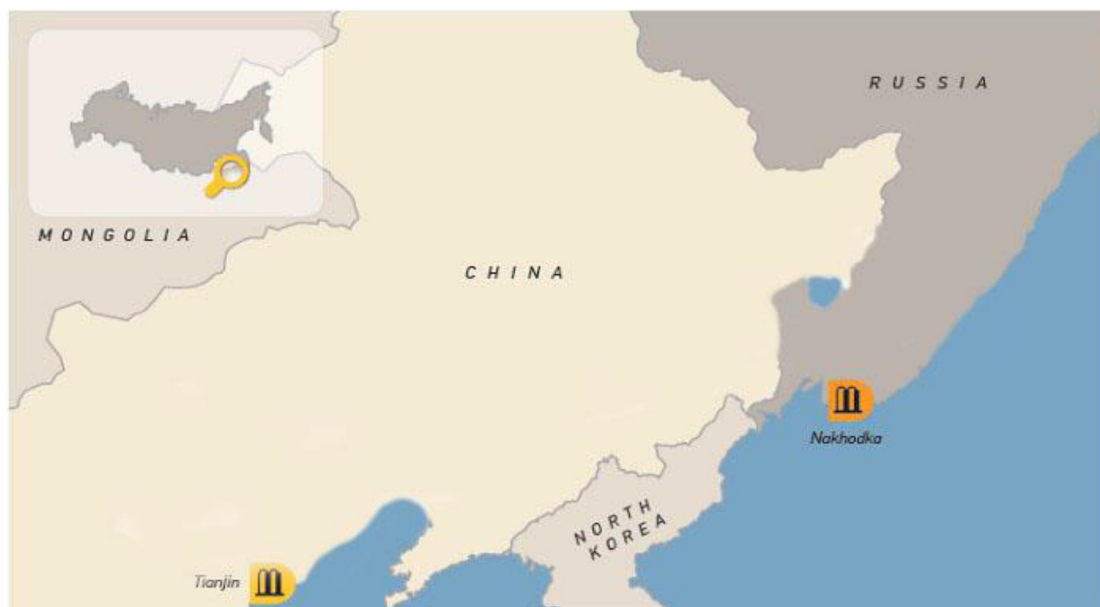 RUSSIA
MONGOLIA
CHINA
Nakhodka
NORTH
KOREA
Tianjin